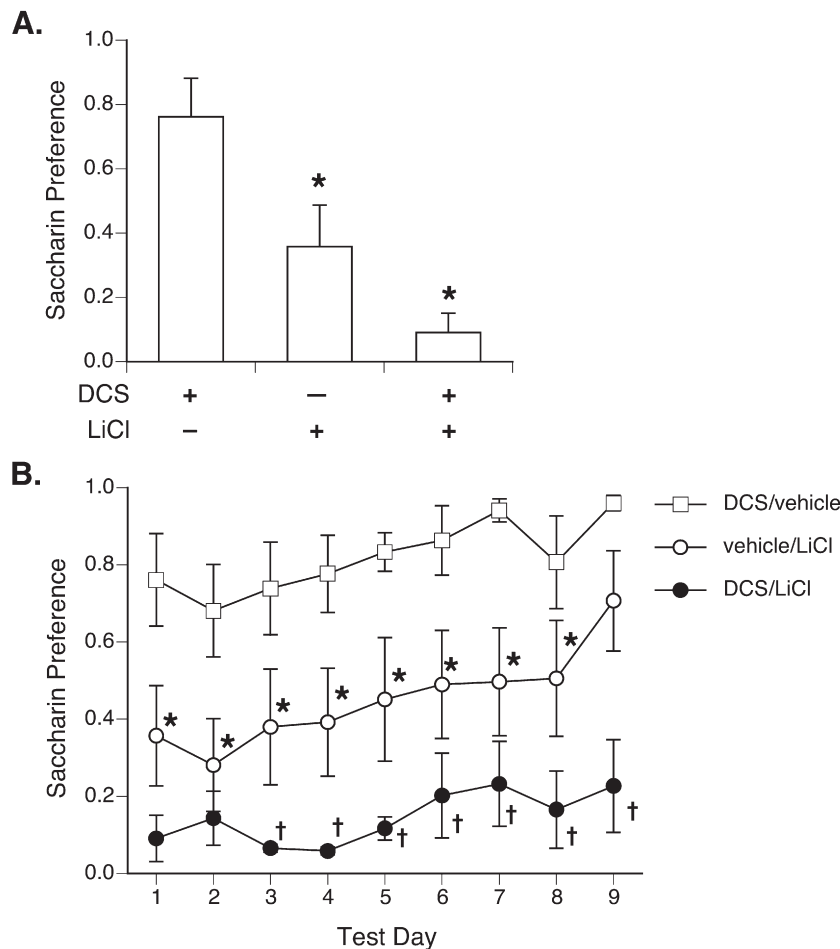 A.
1.0
0.8
0.6
0.4
0.2
0.0
Saccharin Preference
*
*
DCS + – +
LiCl – + +
B.
1.0
0.8
0.6
0.4
0.2
0.0
Saccharin Preference
* * * * * * * *
† † † † † † †
1 2 3 4 5 6 7 8 9
Test Day
DCS/vehicle
vehicle/LiCl
DCS/LiCl